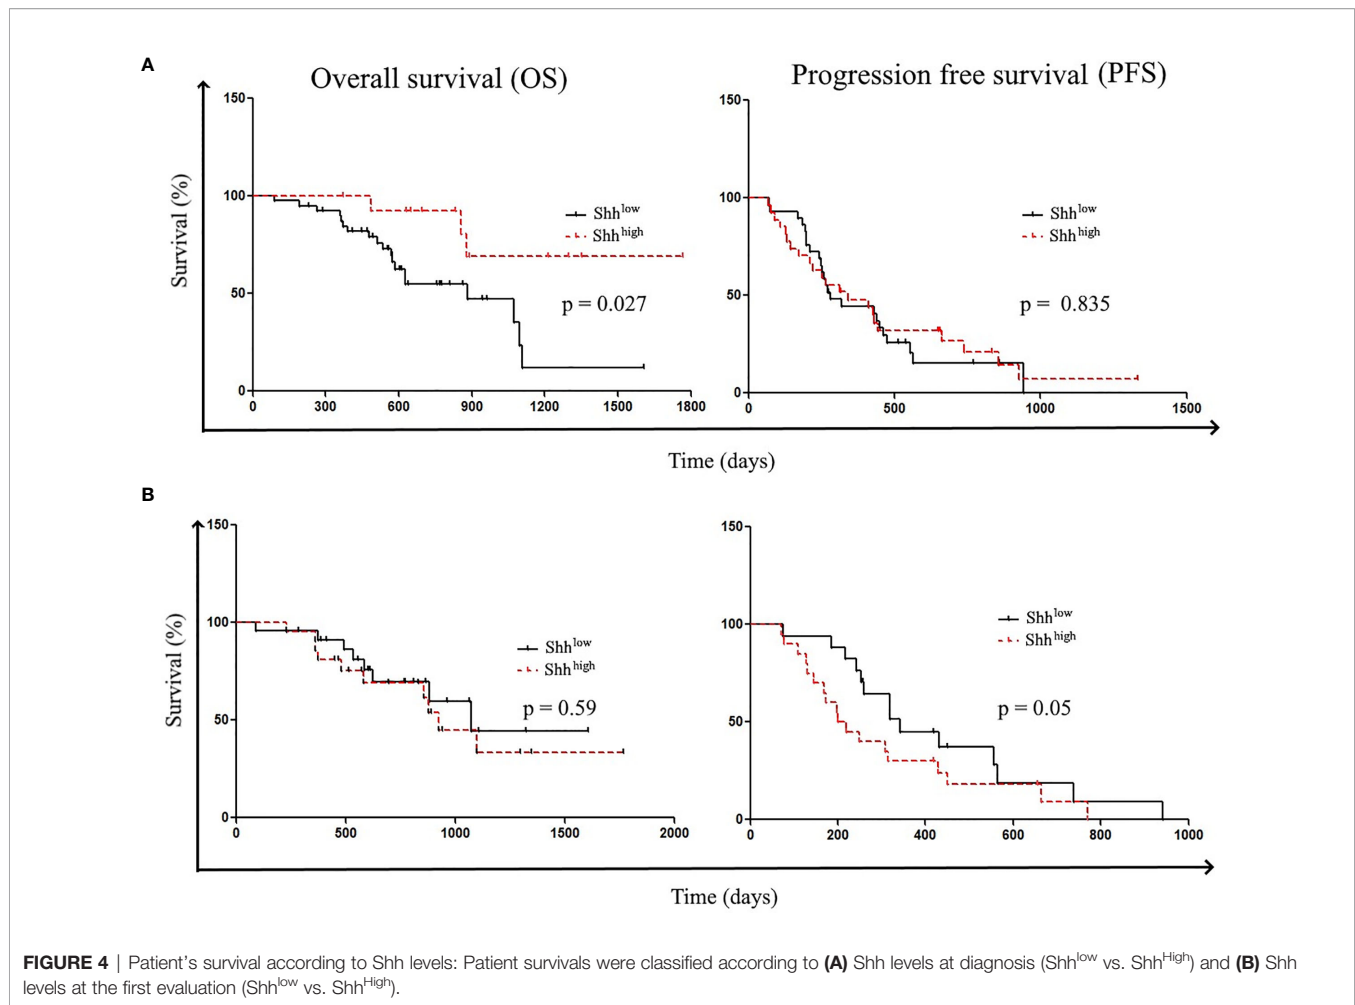 A
Overall survival (OS)
Progression free survival (PFS)
150
100
50
0
Survival (%)
0 300 600 900 1200 1500 1800
Shh^low
Shh^high
p = 0.027
150
100
50
0
0 500 1000 1500
Shh^low
Shh^high
p = 0.835
Time (days)
B
150
100
50
0
Survival (%)
0 500 1000 1500 2000
Shh^low
Shh^high
p = 0.59
150
100
50
0
0 200 400 600 800 1000
Shh^low
Shh^high
p = 0.05
Time (days)
FIGURE 4 | Patient's survival according to Shh levels: Patient survivals were classified according to (A) Shh levels at diagnosis (Shh^low vs. Shh^High) and (B) Shh
levels at the first evaluation (Shh^low vs. Shh^High).